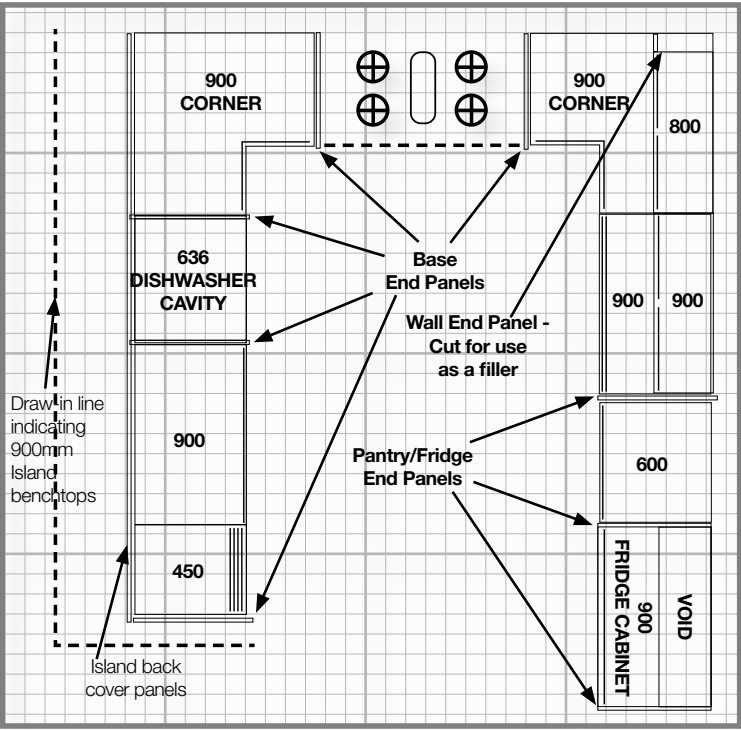 900
CORNER
900
CORNER
800
636
DISHWASHER
CAVITY
Base
End Panels
900
900
Wall End Panel -
Cut for use
as a filler
Draw in line
indicating
900mm
Island
benchtops
900
Pantry/Fridge
End Panels
600
450
FRIDGE CABINET
900
VOID
Island back
cover panels